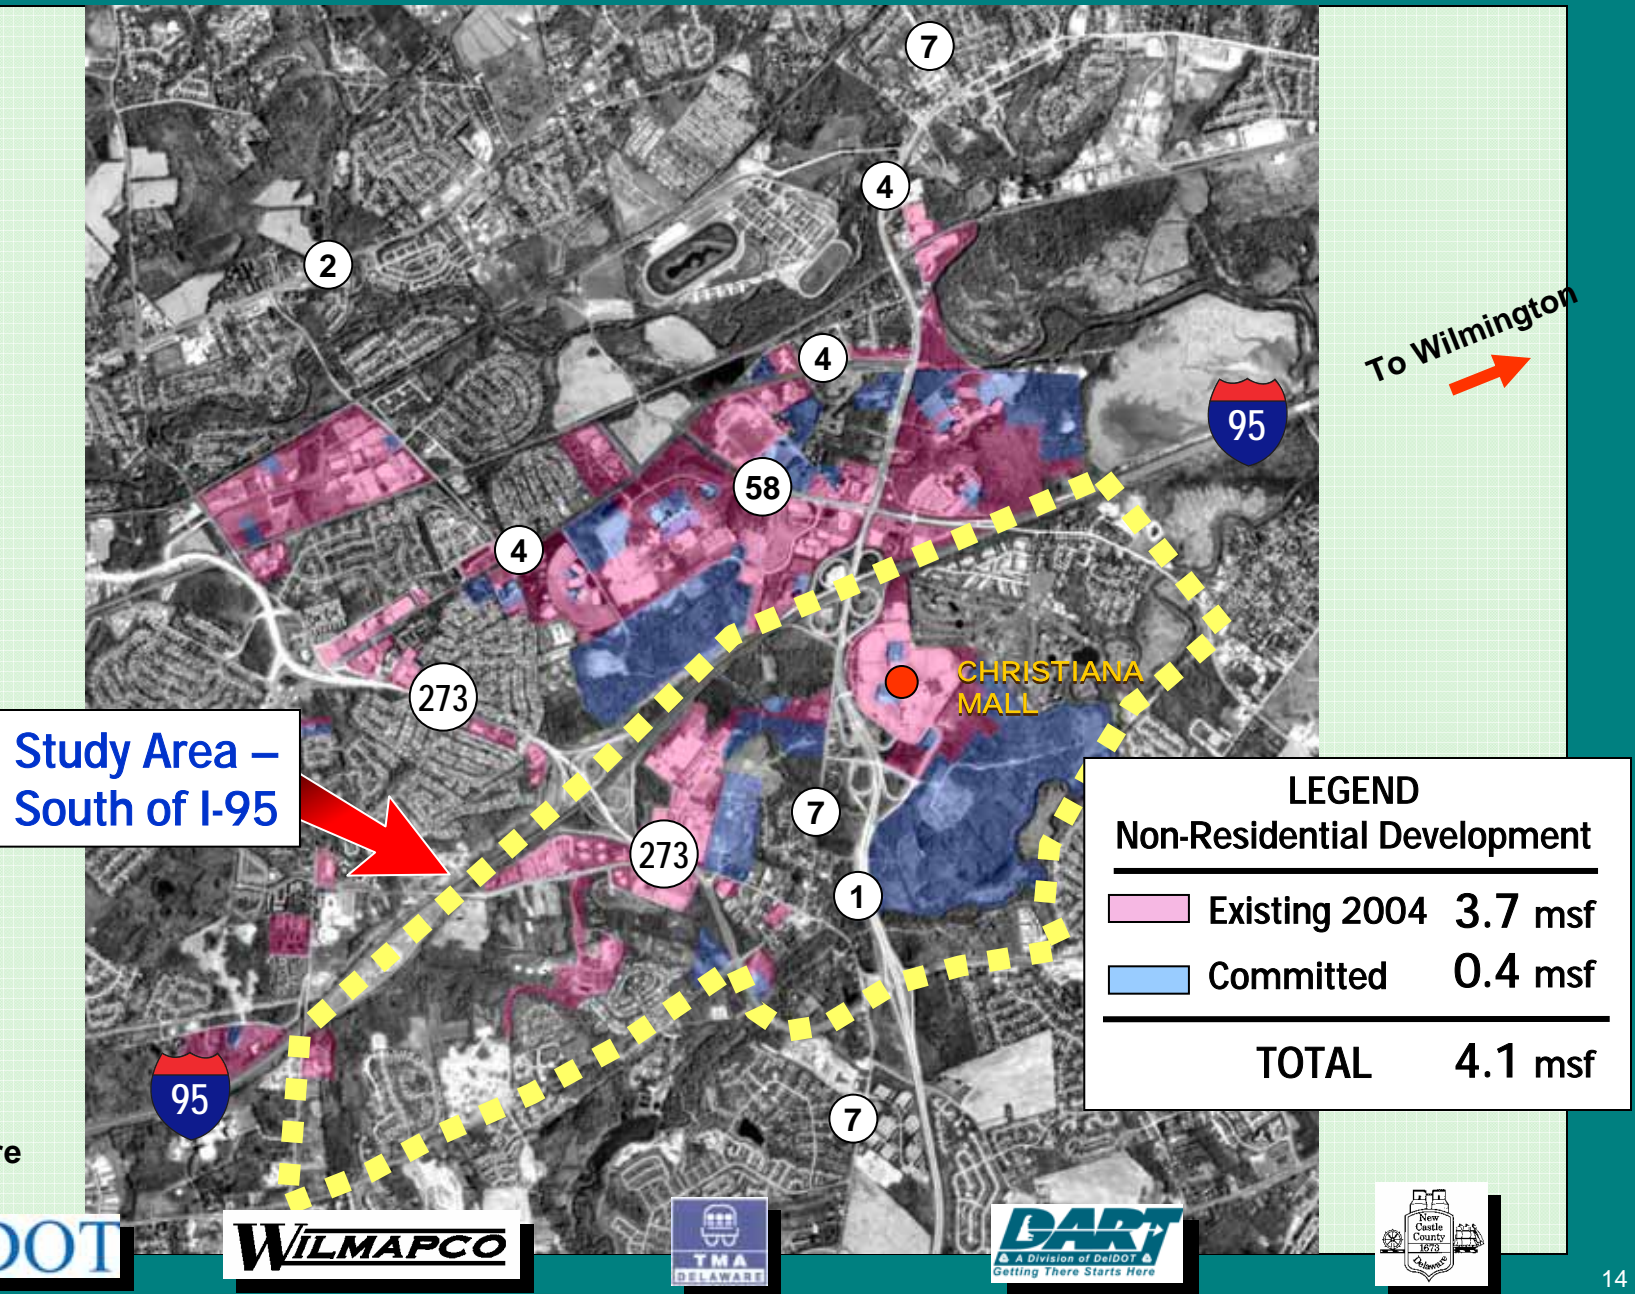 7
4
2
To Wilmington
4
95
58
4
CHRISTIANA
MALL
273
Study Area –
South of I-95
7
273
1
LEGEND
Non-Residential Development
Existing 2004 3.7 msf
Committed 0.4 msf
TOTAL 4.1 msf
95
7
re
DOT
WILMAPCO
TMA
DELAWARE
DART
A Division of DelDOT
Getting There Starts Here
New
Castle
County
1673
Delaware
14